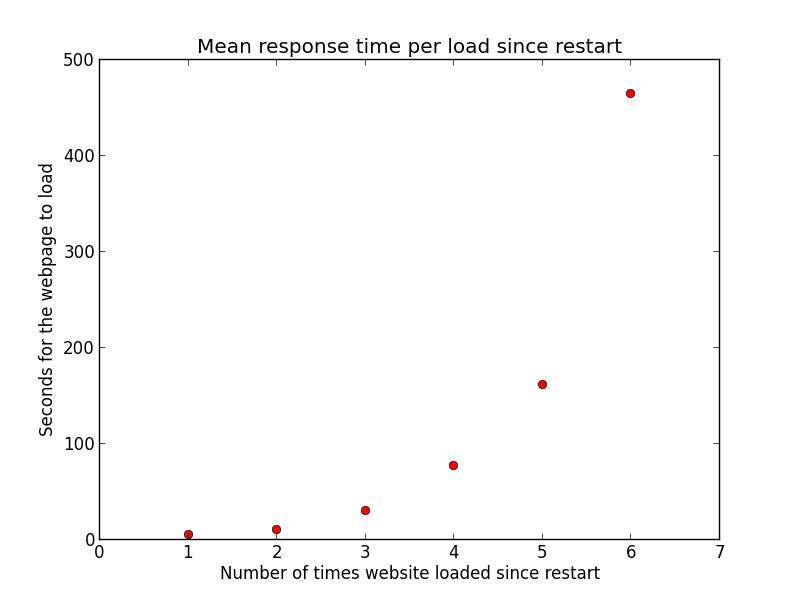 Mean response time per load since restart
500
400
300
200
100
0
Seconds for the webpage to load
0 1 2 3 4 5 6 7
Number of times website loaded since restart